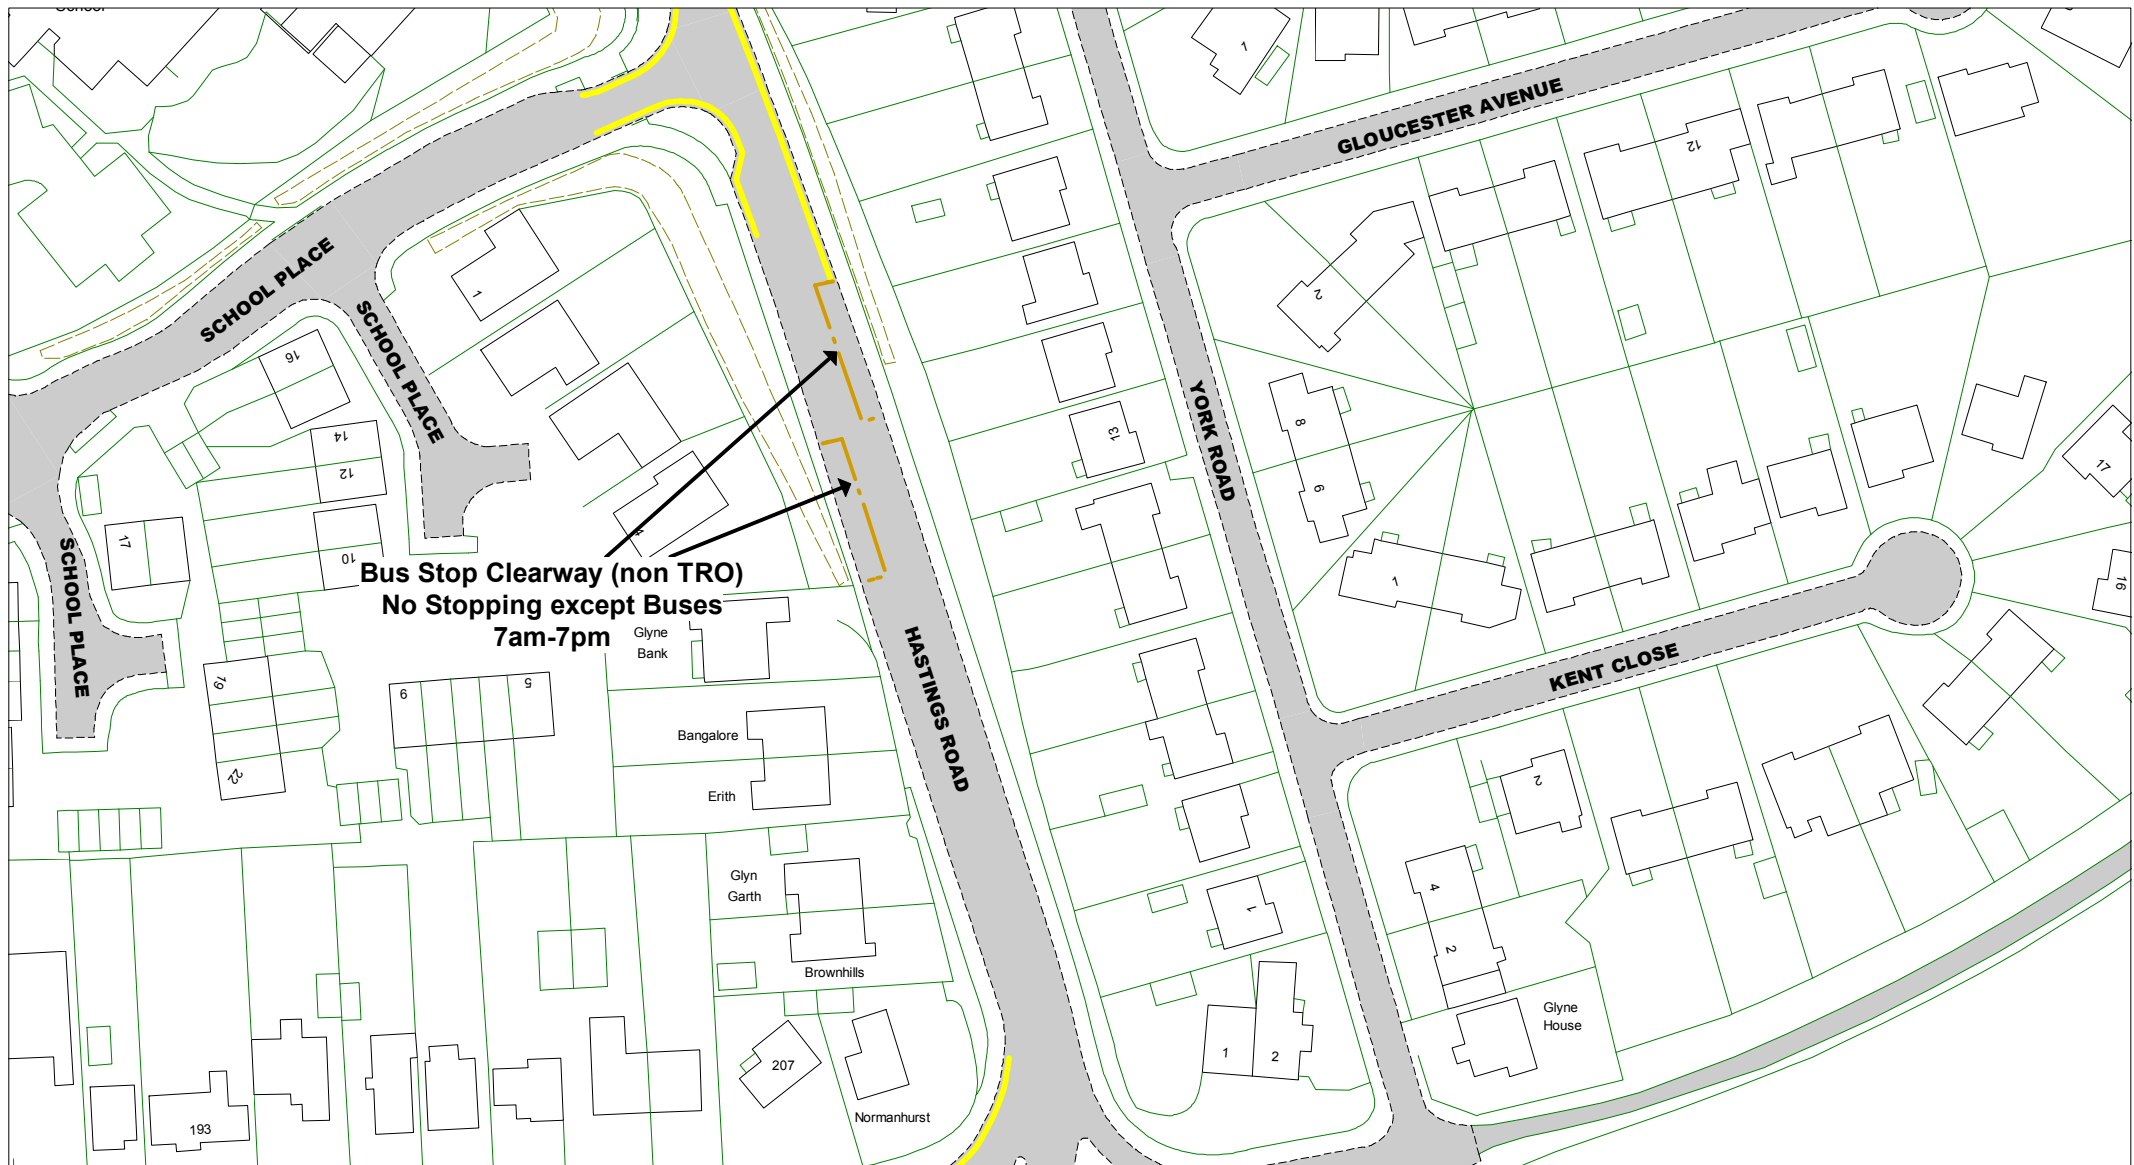 School
1
GLOUCESTER AVENUE
12
SCHOOL PLACE
1
SCHOOL PLACE
2
16
14
12
10
YORK ROAD
8
6
13
17
17
16
1
4
SCHOOL PLACE
Bus Stop Clearway (non TRO)
No Stopping except Buses
7am-7pm
Glyne
Bank
HASTINGS ROAD
KENT CLOSE
19
22
9
5
Bangalore
Erith
2
4
2
1
Glyn
Garth
Brownhills
Glyne
House
1
2
207
Normanhurst
193